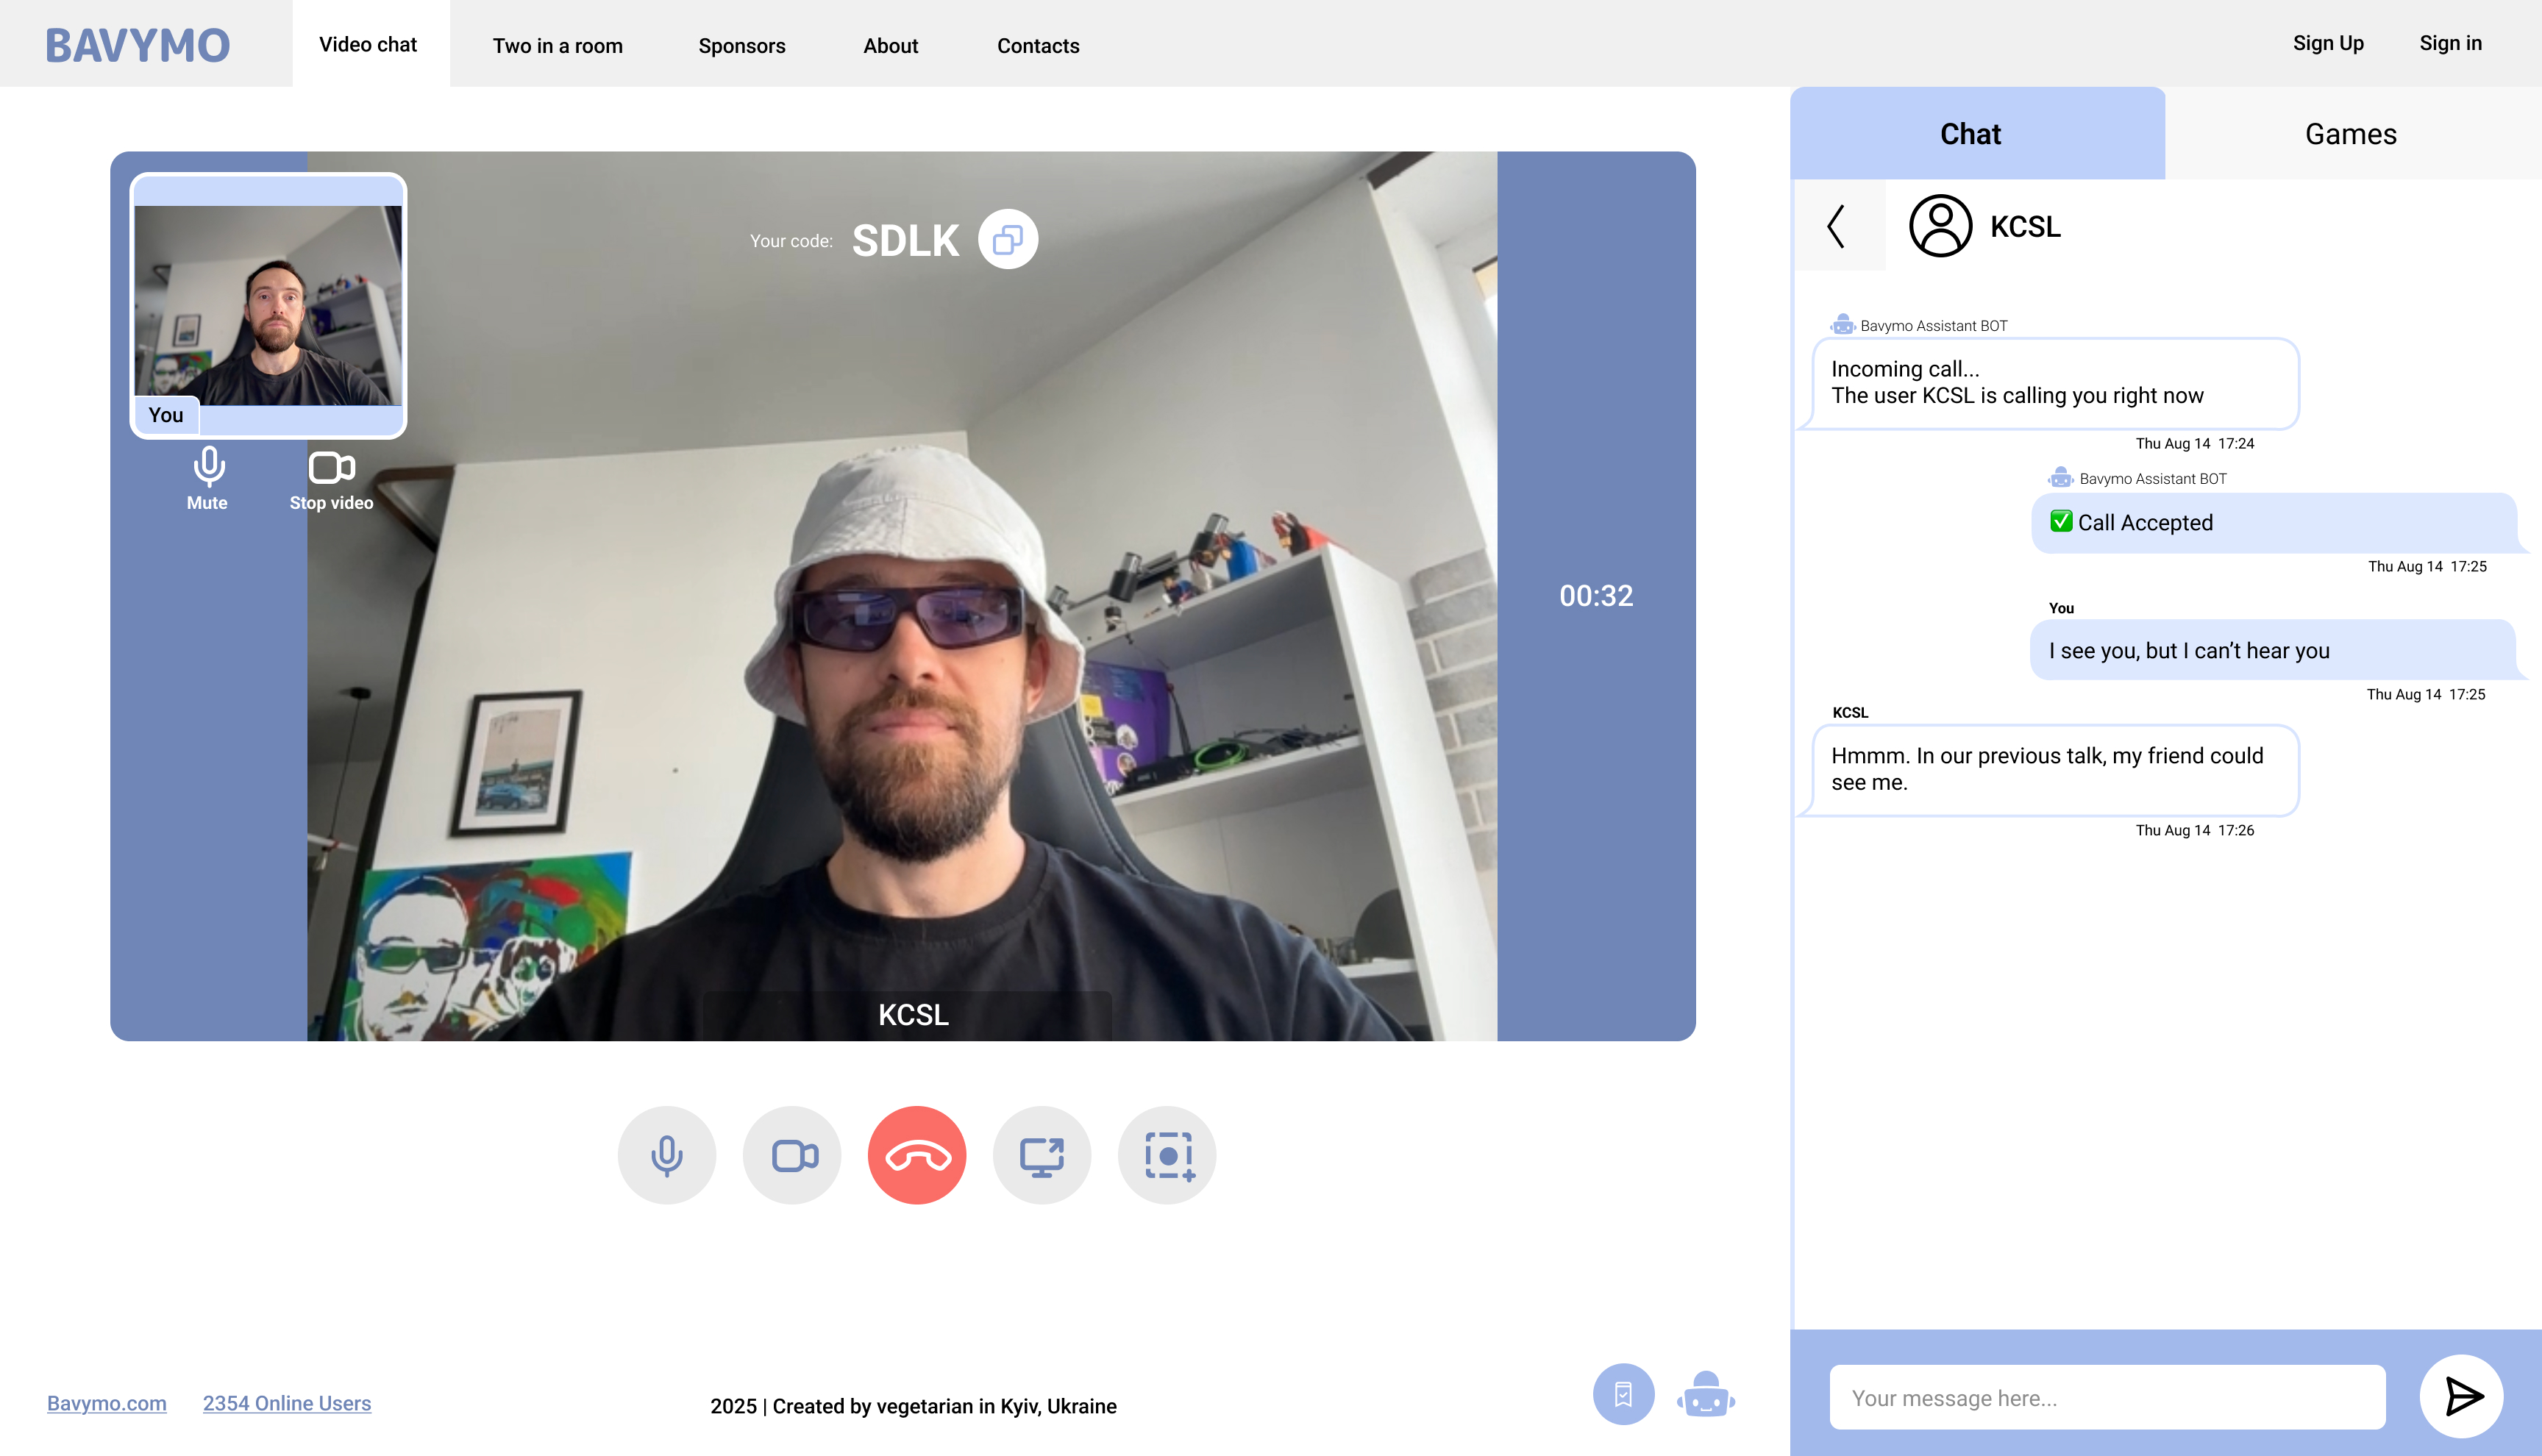 BAVYMO
Video chat
Two in a room
Sponsors
About
Contacts
Sign Up
Sign in
Your code: SDLK
You
Mute
Stop video
00:32
KCSL
Chat
Games
KCSL
Bavymo Assistant BOT
Incoming call...
The user KCSL is calling you right now
Thu Aug 14 17:24
Bavymo Assistant BOT
✅ Call Accepted
Thu Aug 14 17:25
You
I see you, but I can’t hear you
Thu Aug 14 17:25
KCSL
Hmmm. In our previous talk, my friend could
see me.
Thu Aug 14 17:26
Your message here...
Bavymo.com
2354 Online Users
2025 | Created by vegetarian in Kyiv, Ukraine